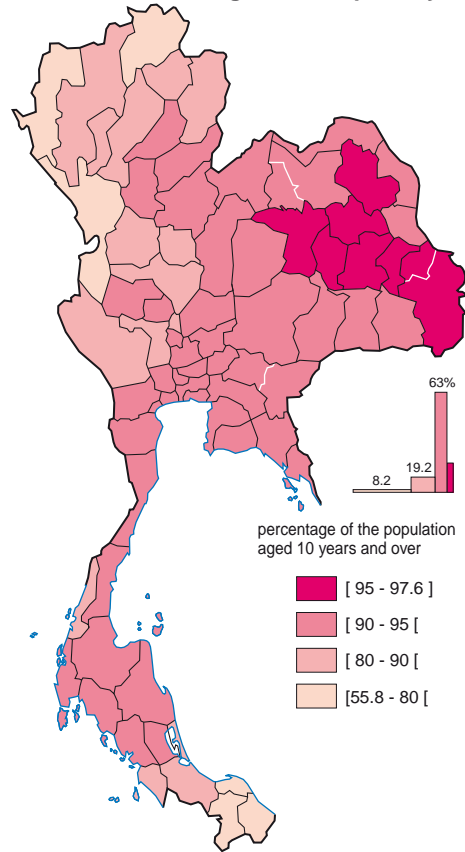 63%
19.2
8.2
percentage of the population
aged 10 years and over
[ 95 - 97.6 ]
[ 90 - 95 [
[ 80 - 90 [
[55.8 - 80 [